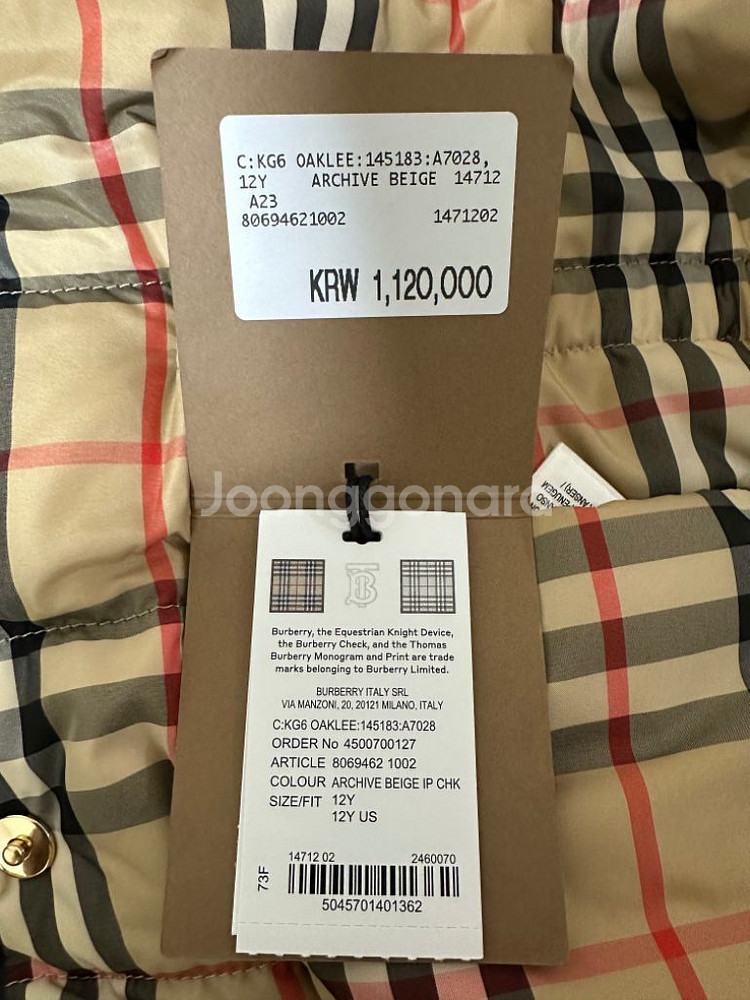 C:KG6 OAKLEE:145183:A7028,
12Y ARCHIVE BEIGE 14712
A23
80694621002 1471202
KRW 1,120,000
Joonggonara
Burberry, the Equestrian Knight Device,
the Burberry Check, and the Thomas
Burberry Monogram and Print are trade
marks belonging to Burberry Limited.
BURBERRY ITALY SRL
VIA MANZONI, 20, 20121 MILANO, ITALY
C:KG6 OAKLEE:145183:A7028
ORDER No 4500700127
ARTICLE 8069462 1002
COLOUR ARCHIVE BEIGE IP CHK
SIZE/FIT 12Y
12Y US
14712 02 2460070
73F
5045701401362